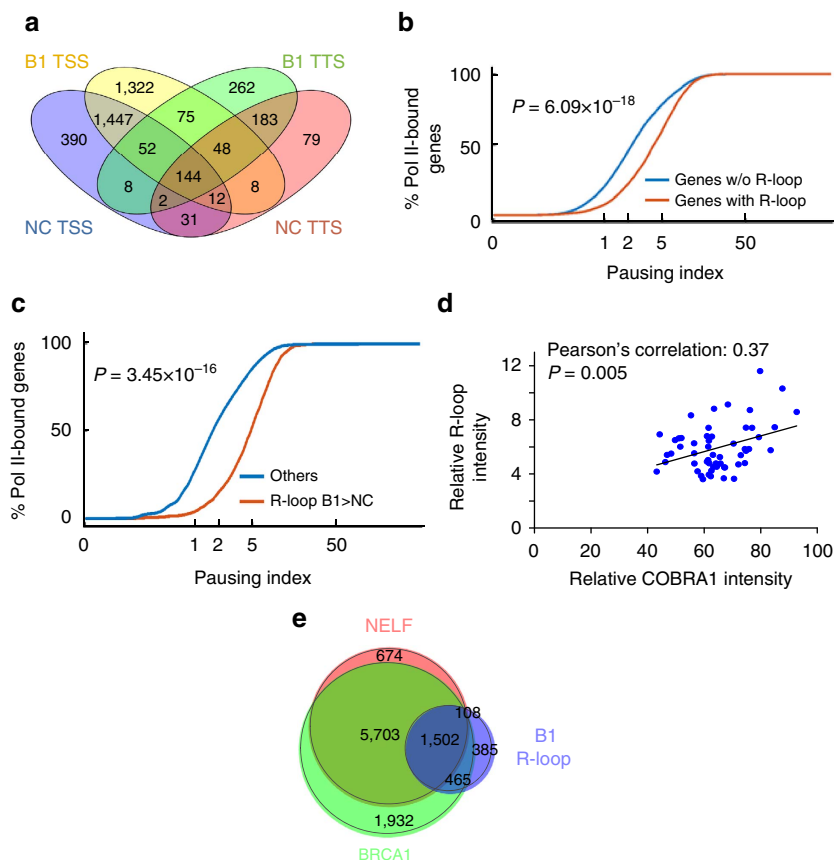 a
B1 TSS
B1 TTS
1,322
262
390
1,447
75
183
79
52
48
144
8
2
12
8
31
NC TSS
NC TTS
b
% Pol II-bound
genes
100
50
0
P = 6.09×10−18
Genes w/o R-loop
Genes with R-loop
0
1
2
5
50
Pausing index
c
% Pol II-bound genes
100
50
0
P = 3.45×10−16
Others
R-loop B1>NC
0
1
2
5
50
Pausing index
d
Pearson’s correlation: 0.37
P = 0.005
Relative R-loop
intensity
12
8
4
0
0
20
40
60
80
100
Relative COBRA1 intensity
e
NELF
674
108
5,703
1,502
385
B1
R-loop
465
1,932
BRCA1